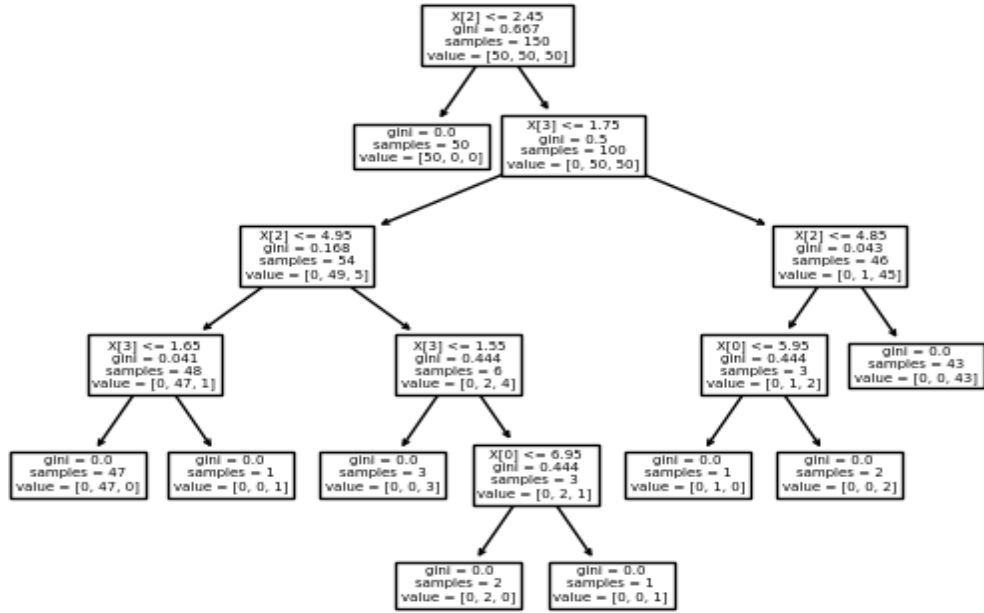 X[2] <= 2.45
gini = 0.667
samples = 150
value = [50, 50, 50]
gini = 0.0
samples = 50
value = [50, 0, 0]
X[3] <= 1.75
gini = 0.5
samples = 100
value = [0, 50, 50]
X[2] <= 4.95
gini = 0.168
samples = 54
value = [0, 49, 5]
X[2] <= 4.85
gini = 0.043
samples = 46
value = [0, 1, 45]
X[3] <= 1.65
gini = 0.041
samples = 48
value = [0, 47, 1]
X[3] <= 1.55
gini = 0.444
samples = 6
value = [0, 2, 4]
X[0] <= 5.95
gini = 0.444
samples = 3
value = [0, 1, 2]
gini = 0.0
samples = 43
value = [0, 0, 43]
gini = 0.0
samples = 47
value = [0, 47, 0]
gini = 0.0
samples = 1
value = [0, 0, 1]
gini = 0.0
samples = 3
value = [0, 0, 3]
X[0] <= 6.95
gini = 0.444
samples = 3
value = [0, 2, 1]
gini = 0.0
samples = 1
value = [0, 1, 0]
gini = 0.0
samples = 2
value = [0, 0, 2]
gini = 0.0
samples = 2
value = [0, 2, 0]
gini = 0.0
samples = 1
value = [0, 0, 1]